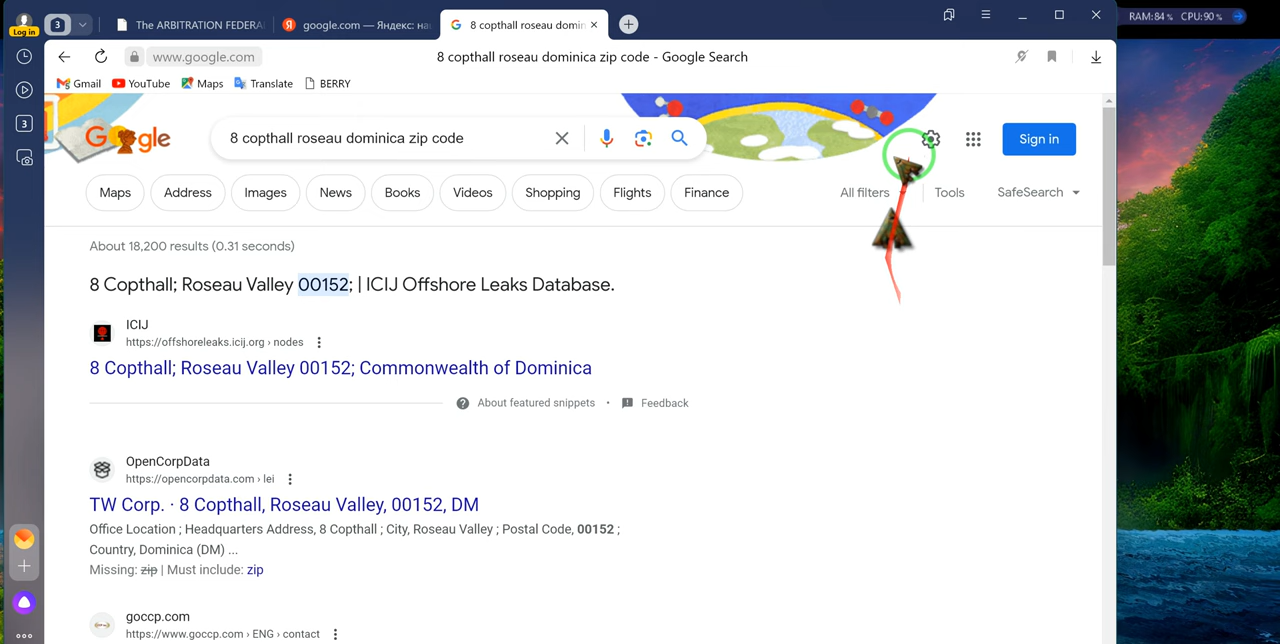 RAM:84% CPU:90%
Log in
3
The ARBITRATION FEDERA
google.com — Яндекс: на
8 copthall roseau domin
www.google.com
8 copthall roseau dominica zip code - Google Search
Gmail YouTube Maps Translate BERRY
3
Google
8 copthall roseau dominica zip code
Sign in
Maps Address Images News Books Videos Shopping Flights Finance
All filters Tools SafeSearch
About 18,200 results (0.31 seconds)
8 Copthall; Roseau Valley 00152; | ICIJ Offshore Leaks Database.
ICIJ
https://offshoreleaks.icij.org › nodes
8 Copthall; Roseau Valley 00152; Commonwealth of Dominica
About featured snippets • Feedback
OpenCorpData
https://opencorpdata.com › lei
TW Corp. · 8 Copthall, Roseau Valley, 00152, DM
Office Location ; Headquarters Address, 8 Copthall ; City, Roseau Valley ; Postal Code, 00152 ;
Country, Dominica (DM) ...
Missing: zip | Must include: zip
goccp.com
https://www.goccp.com › ENG › contact